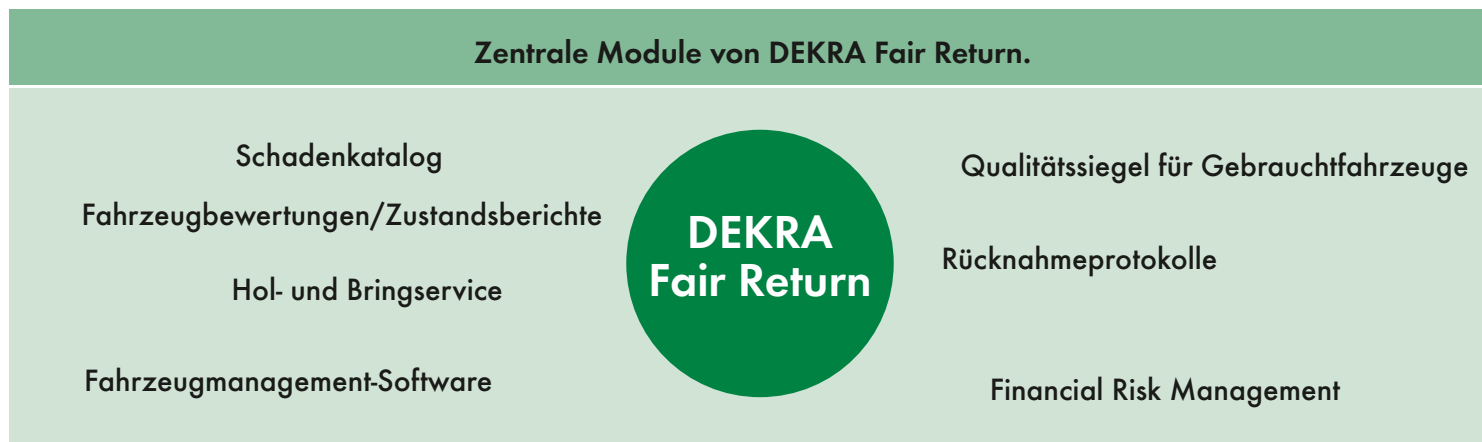 Zentrale Module von DEKRA Fair Return.
Schadenkatalog
Fahrzeugbewertungen/Zustandsberichte
Hol- und Bringservice
Fahrzeugmanagement-Software
DEKRA
Fair Return
Qualitätssiegel für Gebrauchtfahrzeuge
Rücknahmeprotokolle
Financial Risk Management